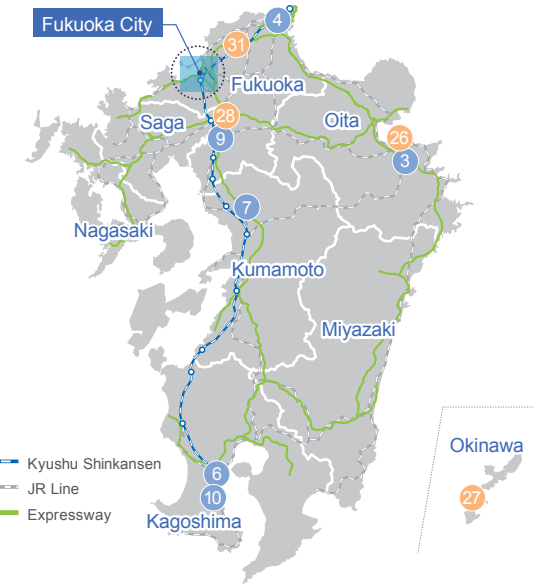 4
Fukuoka City
31
Fukuoka
28
Saga
Oita
26
9
3
7
Nagasaki
Kumamoto
Miyazaki
Okinawa
Kyushu Shinkansen
6
JR Line
10
27
Expressway
Kagoshima